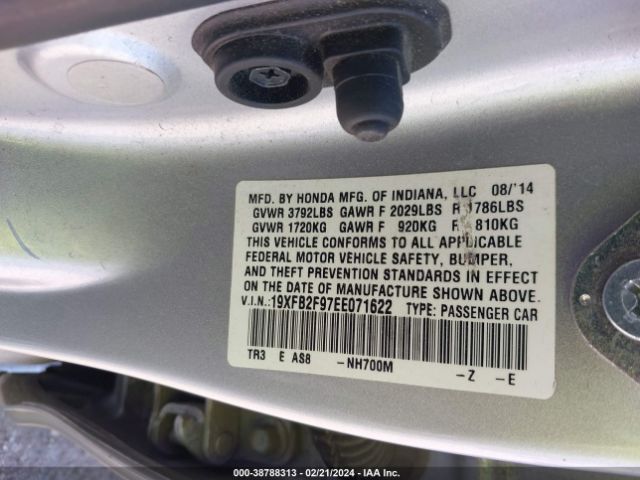 MFD. BY HONDA MFG. OF INDIANA, LLC 08/'14
GVWR 3792LBS GAWR F 2029LBS R 1786LBS
GVWR 1720KG GAWR F 920KG R 810KG
THIS VEHICLE CONFORMS TO ALL APPLICABLE
FEDERAL MOTOR VEHICLE SAFETY, BUMPER,
AND THEFT PREVENTION STANDARDS IN EFFECT
ON THE DATE OF MANUFACTURE SHOWN ABOVE.
V.I.N.:19XFB2F97EE071622 TYPE: PASSENGER CAR
TR3 E AS8 -NH700M -Z -E
000-38788313 - 02/21/2024 - IAA Inc.